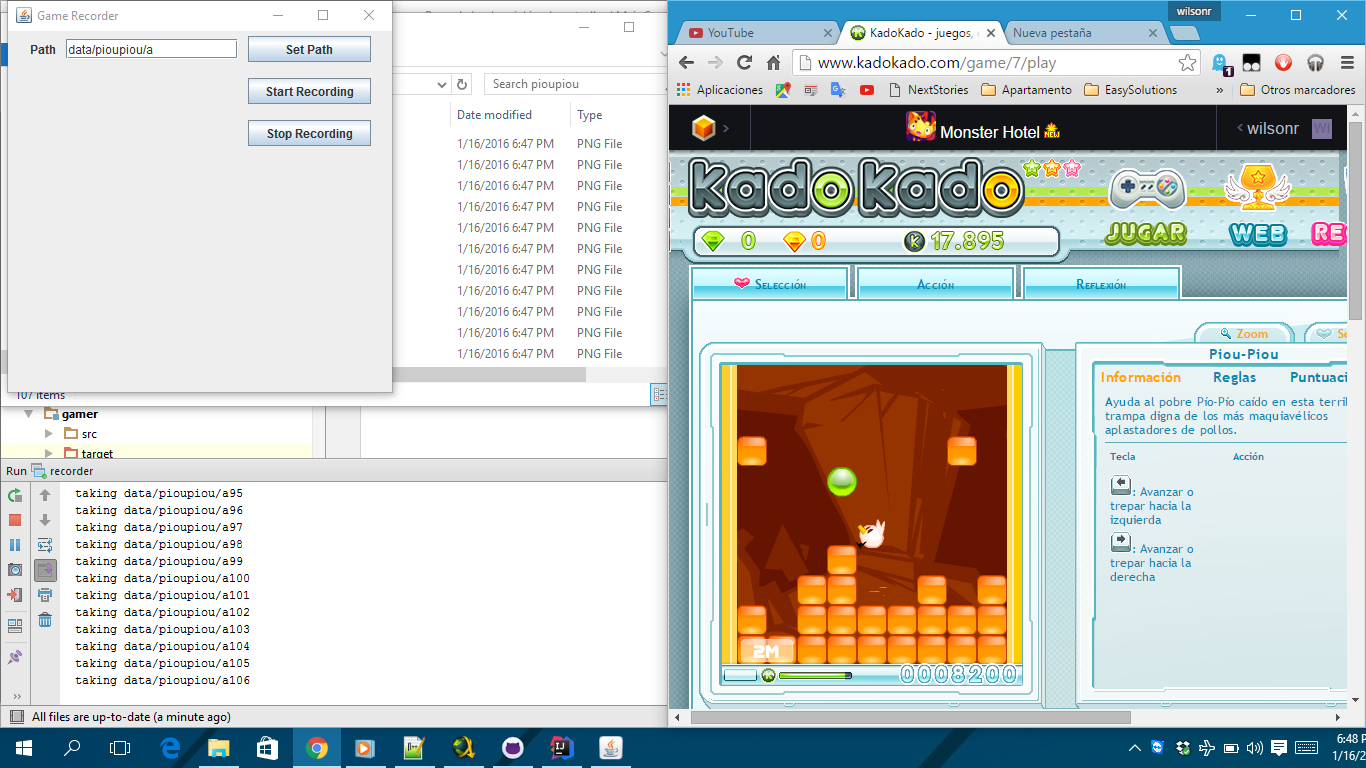 Game Recorder
Path data/pioupiou/a Set Path
Start Recording
Stop Recording
Search pioupiou
Date modified Type
1/16/2016 6:47 PM PNG File
1/16/2016 6:47 PM PNG File
1/16/2016 6:47 PM PNG File
1/16/2016 6:47 PM PNG File
1/16/2016 6:47 PM PNG File
1/16/2016 6:47 PM PNG File
1/16/2016 6:47 PM PNG File
1/16/2016 6:47 PM PNG File
1/16/2016 6:47 PM PNG File
1/16/2016 6:47 PM PNG File
1/16/2016 6:47 PM PNG File
107 items
gamer
src
target
Run recorder
taking data/pioupiou/a95
taking data/pioupiou/a96
taking data/pioupiou/a97
taking data/pioupiou/a98
taking data/pioupiou/a99
taking data/pioupiou/a100
taking data/pioupiou/a101
taking data/pioupiou/a102
taking data/pioupiou/a103
taking data/pioupiou/a104
taking data/pioupiou/a105
taking data/pioupiou/a106
All files are up-to-date (a minute ago)
wilsonr
YouTube KadoKado - juegos, Nueva pestaña
www.kadokado.com/game/7/play 1
Aplicaciones NextStories Apartamento EasySolutions » Otros marcadores
Monster Hotel NEW wilsonr WI
KadoKado
JUGAR WEB RE
0 0 K 17.895
Selección Acción Reflexión
Zoom Se
Piou-Piou
Información Reglas Puntuaci
Ayuda al pobre Pío-Pío caído en esta terrib
trampa digna de los más maquiavélicos
aplastadores de pollos.
Tecla Acción
: Avanzar o
trepar hacia la
izquierda
: Avanzar o
trepar hacia la
derecha
2M
0008200
6:48 P
1/16/2